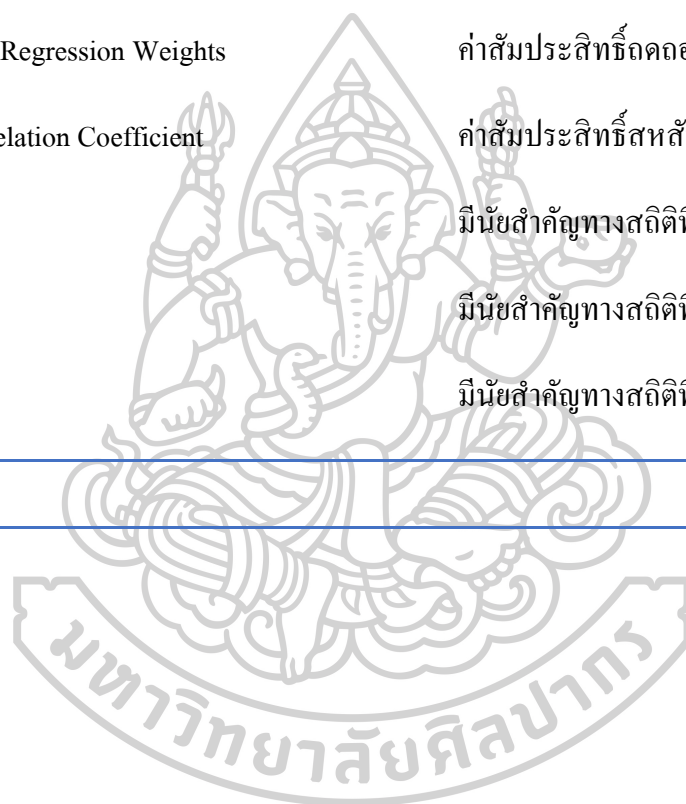 Regression Weights ค่าสัมประสิทธิ์ถดถอ
elation Coefficient ค่าสัมประสิทธิ์สหสั
มีนัยสำคัญทางสถิติที
มีนัยสำคัญทางสถิติที
มีนัยสำคัญทางสถิติที
มหาวิทยาลัยศิลปากร